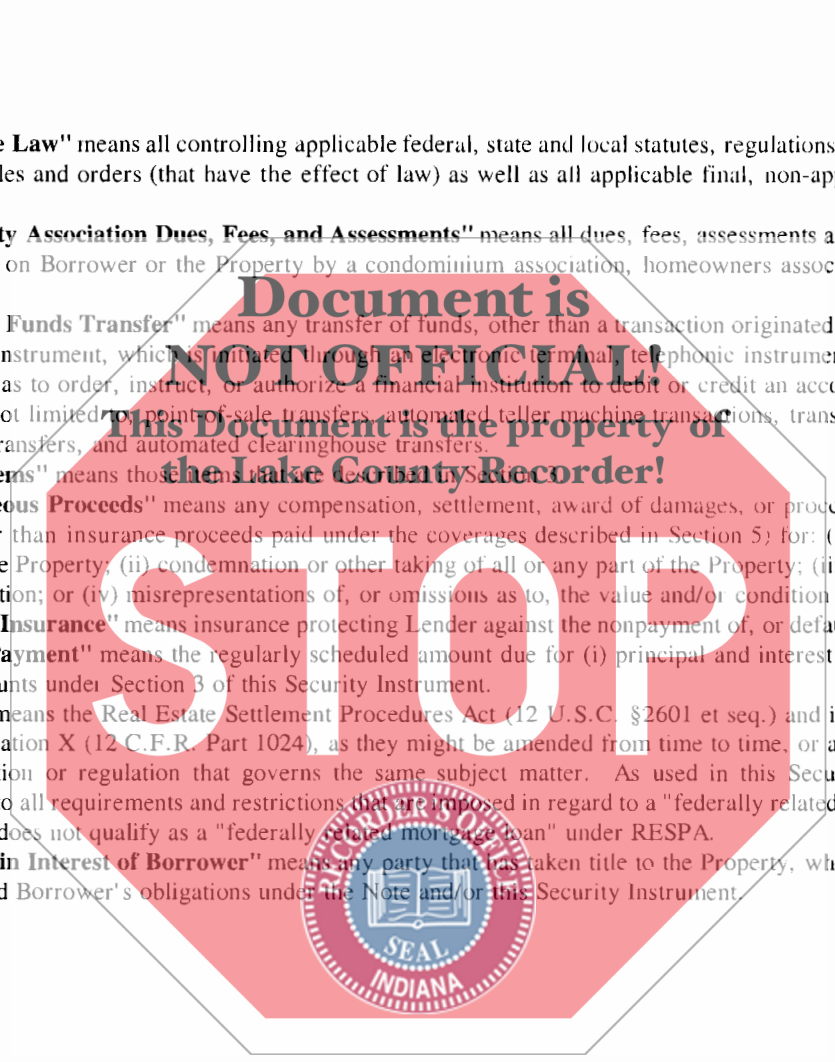 e Law" means all controlling applicable federal, state and local statutes, regulations
les and orders (that have the effect of law) as well as all applicable final, non-ap
ty Association Dues, Fees, and Assessments" means all dues, fees, assessments a
on Borrower or the Property by a condominium association, homeowners assoc
Document is
Funds Transfer" means any transfer of funds, other than a transaction originated
NOT OFFICIAL!
nstrument, which is initiated through an electronic terminal, telephonic instrume
as to order, instruct, or authorize a financial institution to debit or credit an acco
ot limited to, point-of-sale transfers, automated teller machine transactions, trans
This Document is the property of
ransfers, and automated clearinghouse transfers.
the Lake County Recorder!
ems" means those items that are described in Section 3.
ous Proceeds" means any compensation, settlement, award of damages, or proce
r than insurance proceeds paid under the coverages described in Section 5) for: (
e Property; (ii) condemnation or other taking of all or any part of the Property; (ii
tion; or (iv) misrepresentations of, or omissions as to, the value and/or condition
Insurance" means insurance protecting Lender against the nonpayment of, or defau
STOP
ayment" means the regularly scheduled amount due for (i) principal and interest
unts under Section 3 of this Security Instrument.
means the Real Estate Settlement Procedures Act (12 U.S.C. §2601 et seq.) and i
ation X (12 C.F.R. Part 1024), as they might be amended from time to time, or a
tion or regulation that governs the same subject matter. As used in this Secu
o all requirements and restrictions that are imposed in regard to a "federally related
does not qualify as a "federally related mortgage loan" under RESPA.
in Interest of Borrower" means any party that has taken title to the Property, wh
d Borrower's obligations under the Note and/or this Security Instrument.
RECORDER'S OFFICE
SEAL
INDIANA